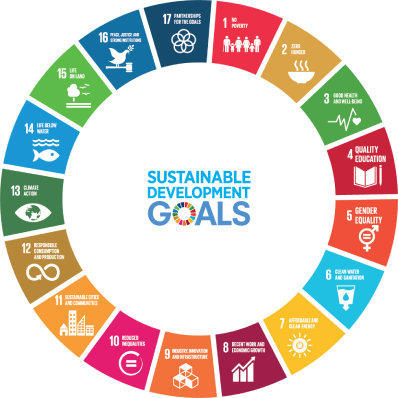 1 NO
POVERTY
2 ZERO
HUNGER
3 GOOD HEALTH
AND WELL-BEING
4 QUALITY
EDUCATION
5 GENDER
EQUALITY
6 CLEAN WATER
AND SANITATION
7 AFFORDABLE AND
CLEAN ENERGY
8 DECENT WORK AND
ECONOMIC GROWTH
9 INDUSTRY, INNOVATION
AND INFRASTRUCTURE
10 REDUCED
INEQUALITIES
11 SUSTAINABLE CITIES
AND COMMUNITIES
12 RESPONSIBLE
CONSUMPTION
AND PRODUCTION
13 CLIMATE
ACTION
14 LIFE BELOW
WATER
15 LIFE
ON LAND
16 PEACE, JUSTICE AND
STRONG INSTITUTIONS
17 PARTNERSHIPS
FOR THE GOALS
SUSTAINABLE
DEVELOPMENT
GOALS